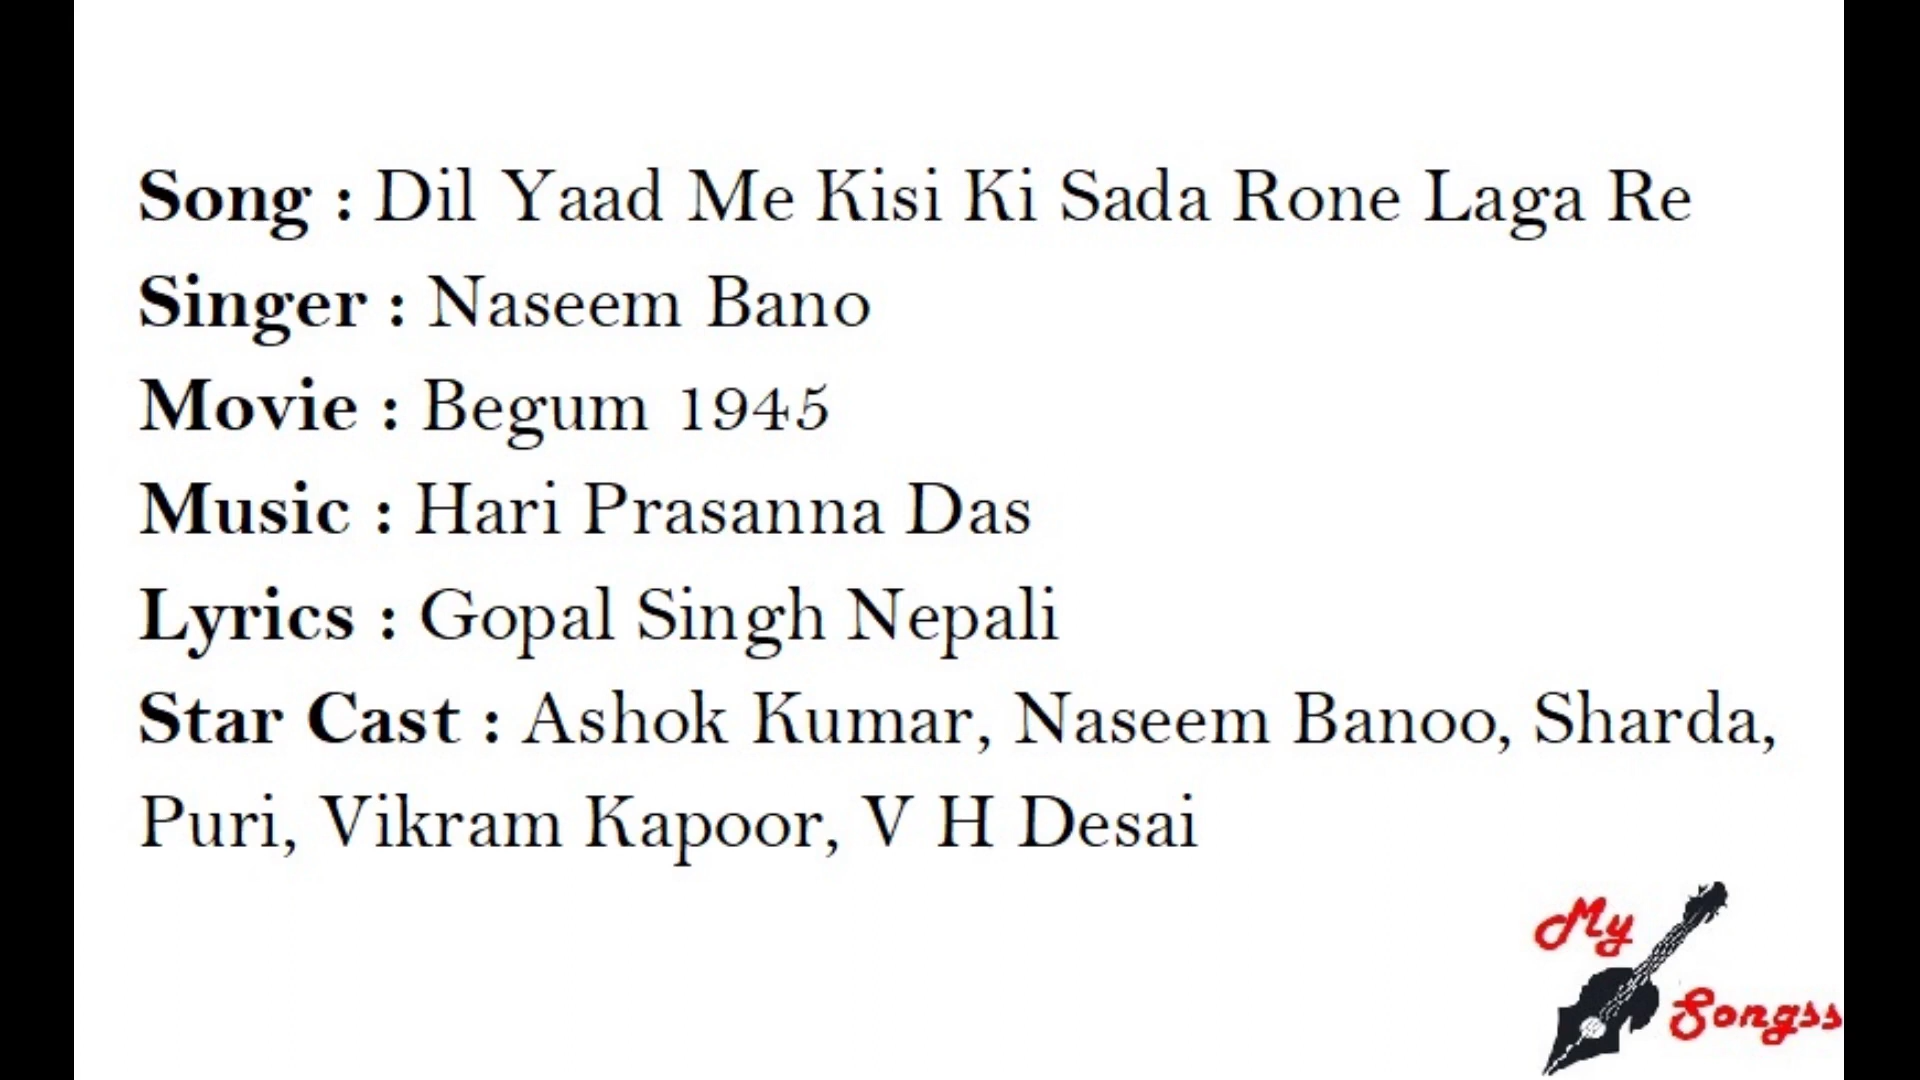 Song : Dil Yaad Me Kisi Ki Sada Rone Laga Re
Singer : Naseem Bano
Movie : Begum 1945
Music : Hari Prasanna Das
Lyrics : Gopal Singh Nepali
Star Cast : Ashok Kumar, Naseem Banoo, Sharda,
Puri, Vikram Kapoor, V H Desai
My
Songss